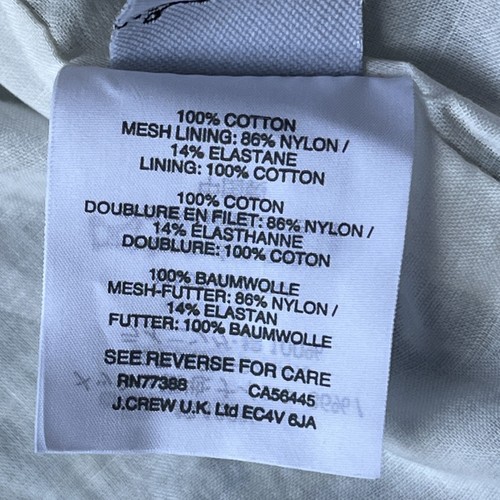 100% COTTON
MESH LINING: 86% NYLON /
14% ELASTANE
LINING: 100% COTTON
100% COTON
DOUBLURE EN FILET: 86% NYLON /
14% ÉLASTHANNE
DOUBLURE: 100% COTON
100% BAUMWOLLE
MESH-FUTTER: 86% NYLON /
14% ELASTAN
FUTTER: 100% BAUMWOLLE
SEE REVERSE FOR CARE
RN77388 CA56445
J.CREW U.K. Ltd EC4V 6JA